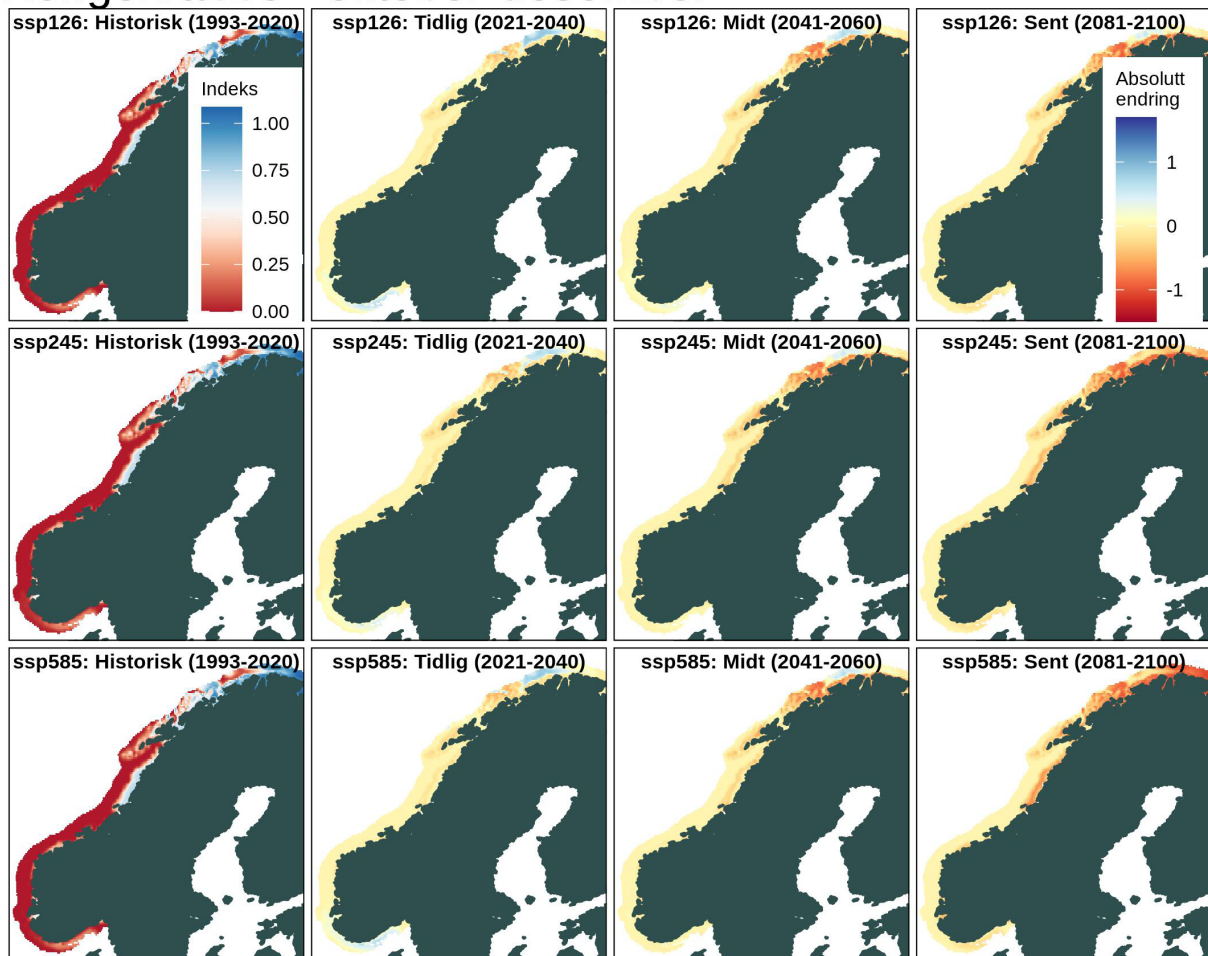 ssp126: Historisk (1993-2020)
ssp126: Tidlig (2021-2040)
ssp126: Midt (2041-2060)
ssp126: Sent (2081-2100)
Indeks
1.00
0.75
0.50
0.25
0.00
Absolutt
endring
1
0
-1
ssp245: Historisk (1993-2020)
ssp245: Tidlig (2021-2040)
ssp245: Midt (2041-2060)
ssp245: Sent (2081-2100)
ssp585: Historisk (1993-2020)
ssp585: Tidlig (2021-2040)
ssp585: Midt (2041-2060)
ssp585: Sent (2081-2100)